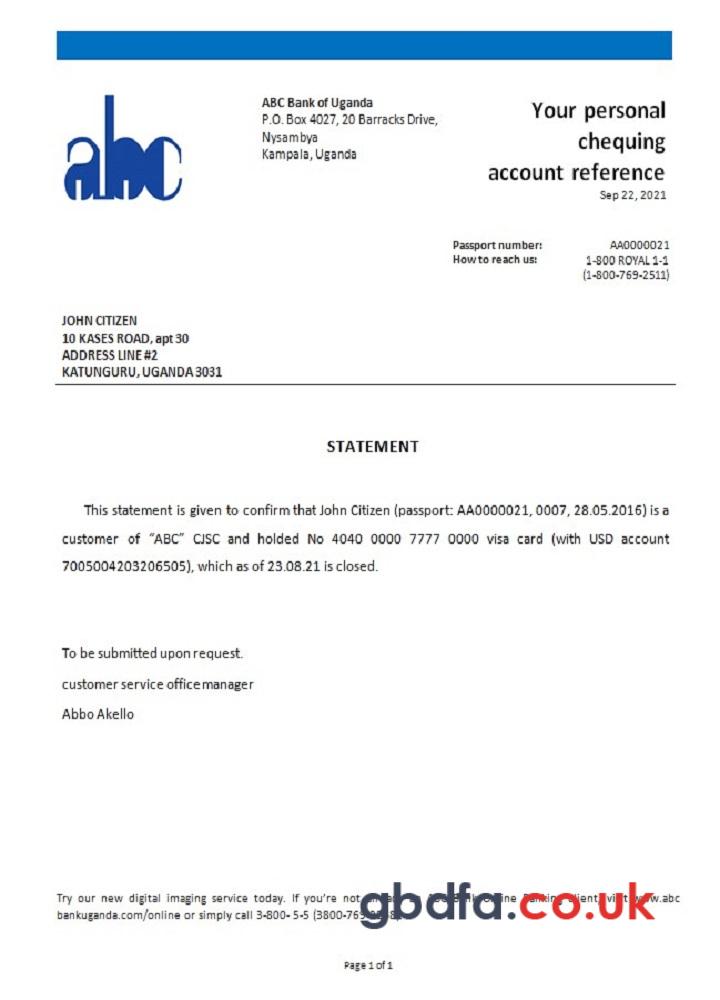 abc
ABC Bank of Uganda
P.O. Box 4027, 20 Barracks Drive,
Nysambya
Kampala, Uganda
Your personal
chequing
account reference
Sep 22, 2021
Passport number: AA0000021
How to reach us: 1-800 ROYAL 1-1
(1-800-769-2511)
JOHN CITIZEN
10 KASES ROAD, apt 30
ADDRESS LINE #2
KATUNGURU, UGANDA 3031
STATEMENT
This statement is given to confirm that John Citizen (passport: AA0000021, 0007, 28.05.2016) is a
customer of “ABC” CJSC and holded No 4040 0000 7777 0000 visa card (with USD account
7005004203206505), which as of 23.08.21 is closed.
To be submitted upon request.
customer service office manager
Abbo Akello
Try our new digital imaging service today. If you’re not Banking client, visit www.abc
bankuganda.com/online or simply call 3-800- 5-5 (3800-769-
gbdfa.co.uk
Page 1 of 1